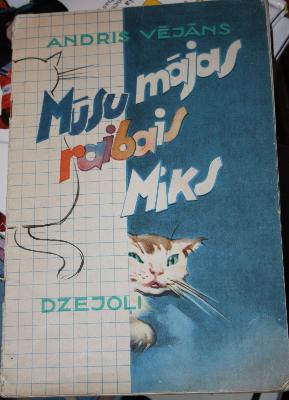 ANDRIS VĒJĀNS
Mūsu mājas
raibais
Miks
DZEJOĻI